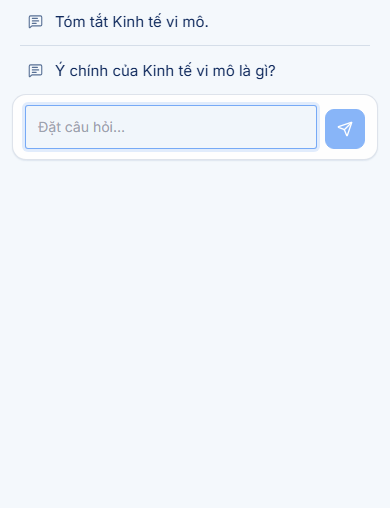 Tóm tắt Kinh tế vi mô.
Ý chính của Kinh tế vi mô là gì?
Đặt câu hỏi...